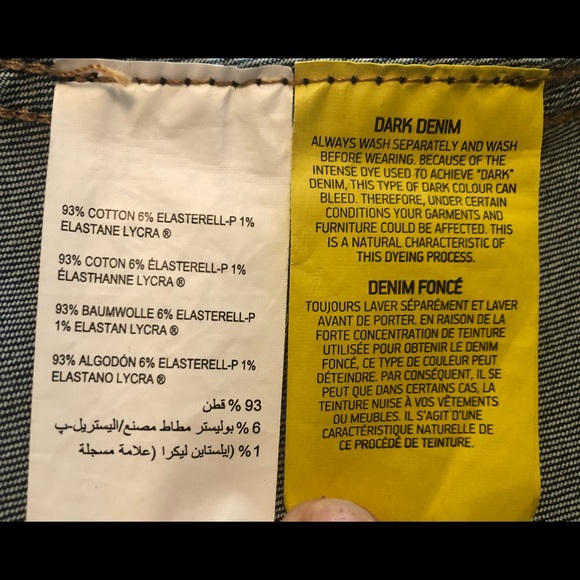 93% COTTON 6% ELASTERELL-P 1%
ELASTANE LYCRA ®
93% COTON 6% ÉLASTERELL-P 1%
ÉLASTHANNE LYCRA ®
93% BAUMWOLLE 6% ELASTERELL-P
1% ELASTAN LYCRA ®
93% ALGODÓN 6% ELASTERELL-P 1%
ELASTANO LYCRA ®
93 % قطن
6 % بوليستر مطاط مصنع/اليستريل-پ
1 % (إيلستاين ليكرا (علامة مسجلة
DARK DENIM
ALWAYS WASH SEPARATELY AND WASH
BEFORE WEARING. BECAUSE OF THE
INTENSE DYE USED TO ACHIEVE "DARK"
DENIM, THIS TYPE OF DARK COLOUR CAN
BLEED. THEREFORE, UNDER CERTAIN
CONDITIONS YOUR GARMENTS AND
FURNITURE COULD BE AFFECTED. THIS
IS A NATURAL CHARACTERISTIC OF
THIS DYEING PROCESS.
DENIM FONCÉ
TOUJOURS LAVER SÉPARÉMENT ET LAVER
AVANT DE PORTER. EN RAISON DE LA
FORTE CONCENTRATION DE TEINTURE
UTILISÉE POUR OBTENIR LE DENIM
FONCÉ, CE TYPE DE COULEUR PEUT
DÉTEINDRE. PAR CONSÉQUENT, IL SE
PEUT QUE DANS CERTAINS CAS, LA
TEINTURE NUISE À VOS VÊTEMENTS
OU MEUBLES. IL S'AGIT D'UNE
CARACTÉRISTIQUE NATURELLE DE
CE PROCÉDÉ DE TEINTURE.